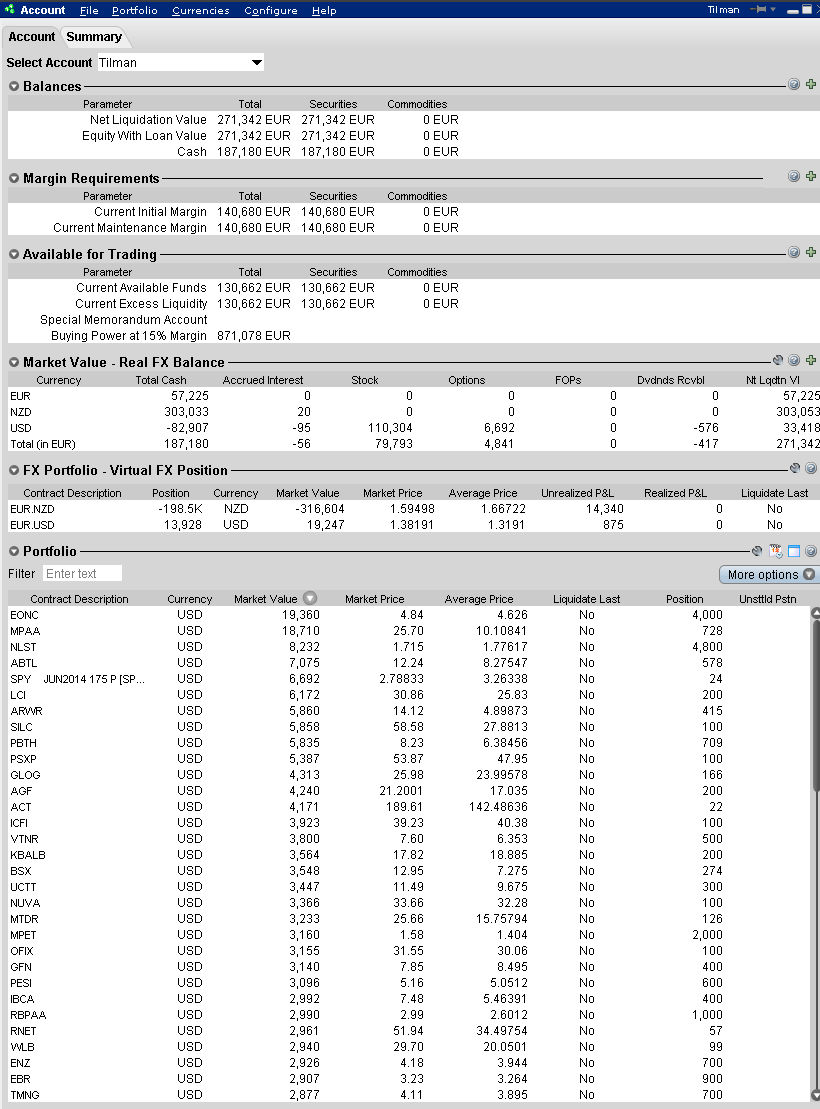 Account File Portfolio Currencies Configure Help Tilman
Account Summary
Select Account Tilman
Balances
Parameter Total Securities Commodities
Net Liquidation Value 271,342 EUR 271,342 EUR 0 EUR
Equity With Loan Value 271,342 EUR 271,342 EUR 0 EUR
Cash 187,180 EUR 187,180 EUR 0 EUR
Margin Requirements
Parameter Total Securities Commodities
Current Initial Margin 140,680 EUR 140,680 EUR 0 EUR
Current Maintenance Margin 140,680 EUR 140,680 EUR 0 EUR
Available for Trading
Parameter Total Securities Commodities
Current Available Funds 130,662 EUR 130,662 EUR 0 EUR
Current Excess Liquidity 130,662 EUR 130,662 EUR 0 EUR
Special Memorandum Account
Buying Power at 15% Margin 871,078 EUR
Market Value - Real FX Balance
Currency Total Cash Accrued Interest Stock Options FOPs Dvdnds Rcvbl Nt Lqdtn Vl
EUR 57,225 0 0 0 0 0 57,225
NZD 303,033 20 0 0 0 0 303,053
USD -82,907 -95 110,304 6,692 0 -576 33,418
Total (in EUR) 187,180 -56 79,793 4,841 0 -417 271,342
FX Portfolio - Virtual FX Position
Contract Description Position Currency Market Value Market Price Average Price Unrealized P&L Realized P&L Liquidate Last
EUR.NZD -198.5K NZD -316,604 1.59498 1.66722 14,340 0 No
EUR.USD 13,928 USD 19,247 1.38191 1.3191 875 0 No
Portfolio
Filter Enter text More options
Contract Description Currency Market Value Market Price Average Price Liquidate Last Position Unsttld Pstn
EONC USD 19,360 4.84 4.626 No 4,000
MPAA USD 18,710 25.70 10.10841 No 728
NLST USD 8,232 1.715 1.77617 No 4,800
ABTL USD 7,075 12.24 8.27547 No 578
SPY JUN2014 175 P [SP... USD 6,692 2.78833 3.26338 No 24
LCI USD 6,172 30.86 25.83 No 200
ARWR USD 5,860 14.12 4.89873 No 415
SILC USD 5,858 58.58 27.8813 No 100
PBTH USD 5,835 8.23 6.38456 No 709
PSXP USD 5,387 53.87 47.95 No 100
GLOG USD 4,313 25.98 23.99578 No 166
AGF USD 4,240 21.2001 17.035 No 200
ACT USD 4,171 189.61 142.48636 No 22
ICFI USD 3,923 39.23 40.38 No 100
VTNR USD 3,800 7.60 6.353 No 500
KBALB USD 3,564 17.82 18.885 No 200
BSX USD 3,548 12.95 7.275 No 274
UCTT USD 3,447 11.49 9.675 No 300
NUVA USD 3,366 33.66 32.28 No 100
MTDR USD 3,233 25.66 15.75794 No 126
MPET USD 3,160 1.58 1.404 No 2,000
OFIX USD 3,155 31.55 30.06 No 100
GFN USD 3,140 7.85 8.495 No 400
PESI USD 3,096 5.16 5.0512 No 600
IBCA USD 2,992 7.48 5.46391 No 400
RBPAA USD 2,990 2.99 2.6012 No 1,000
RNET USD 2,961 51.94 34.49754 No 57
WLB USD 2,940 29.70 20.0501 No 99
ENZ USD 2,926 4.18 3.944 No 700
EBR USD 2,907 3.23 3.264 No 900
TMNG USD 2,877 4.11 3.895 No 700